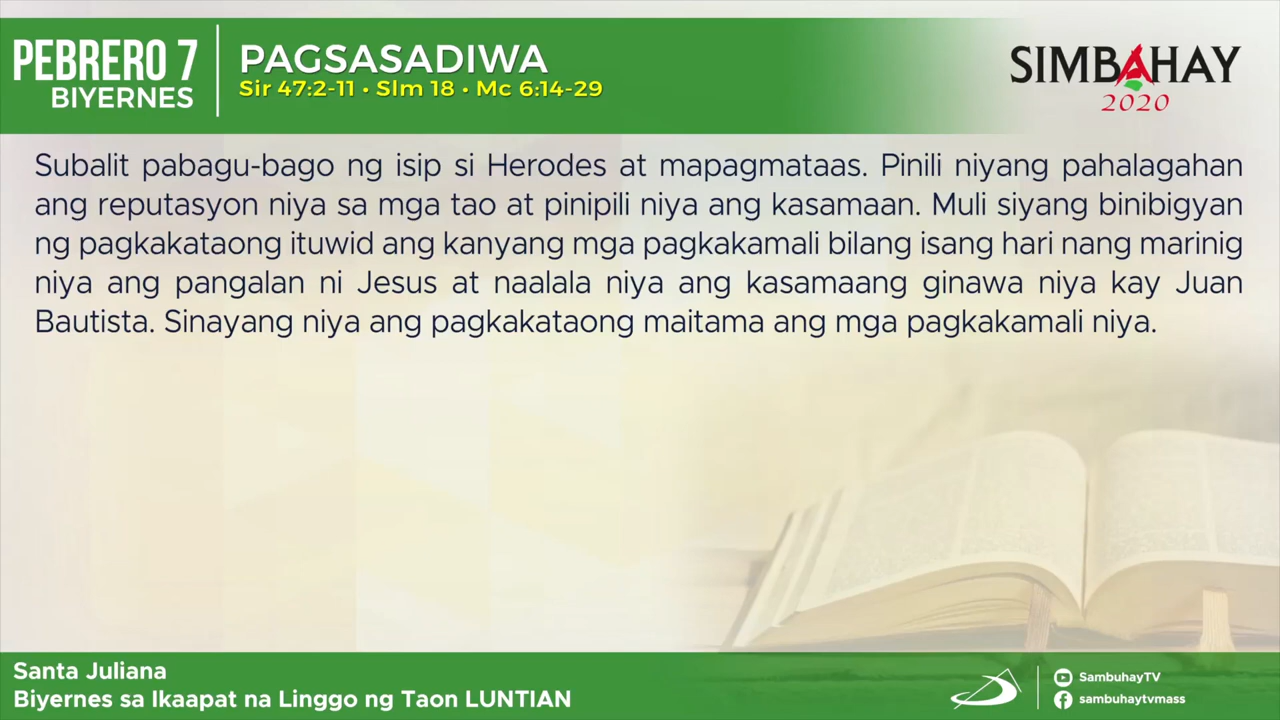 PEBRERO 7
BIYERNES
PAGSASADIWA
Sir 47:2-11 • Slm 18 • Mc 6:14-29
SIMBAHAY
2020
Subalit pabagu-bago ng isip si Herodes at mapagmataas. Pinili niyang pahalagahan
ang reputasyon niya sa mga tao at pinipili niya ang kasamaan. Muli siyang binibigyan
ng pagkakataong ituwid ang kanyang mga pagkakamali bilang isang hari nang marinig
niya ang pangalan ni Jesus at naalala niya ang kasamaang ginawa niya kay Juan
Bautista. Sinayang niya ang pagkakataong maitama ang mga pagkakamali niya.
Santa Juliana
Biyernes sa Ikaapat na Linggo ng Taon LUNTIAN
SambuhayTV
sambuhaytvmass